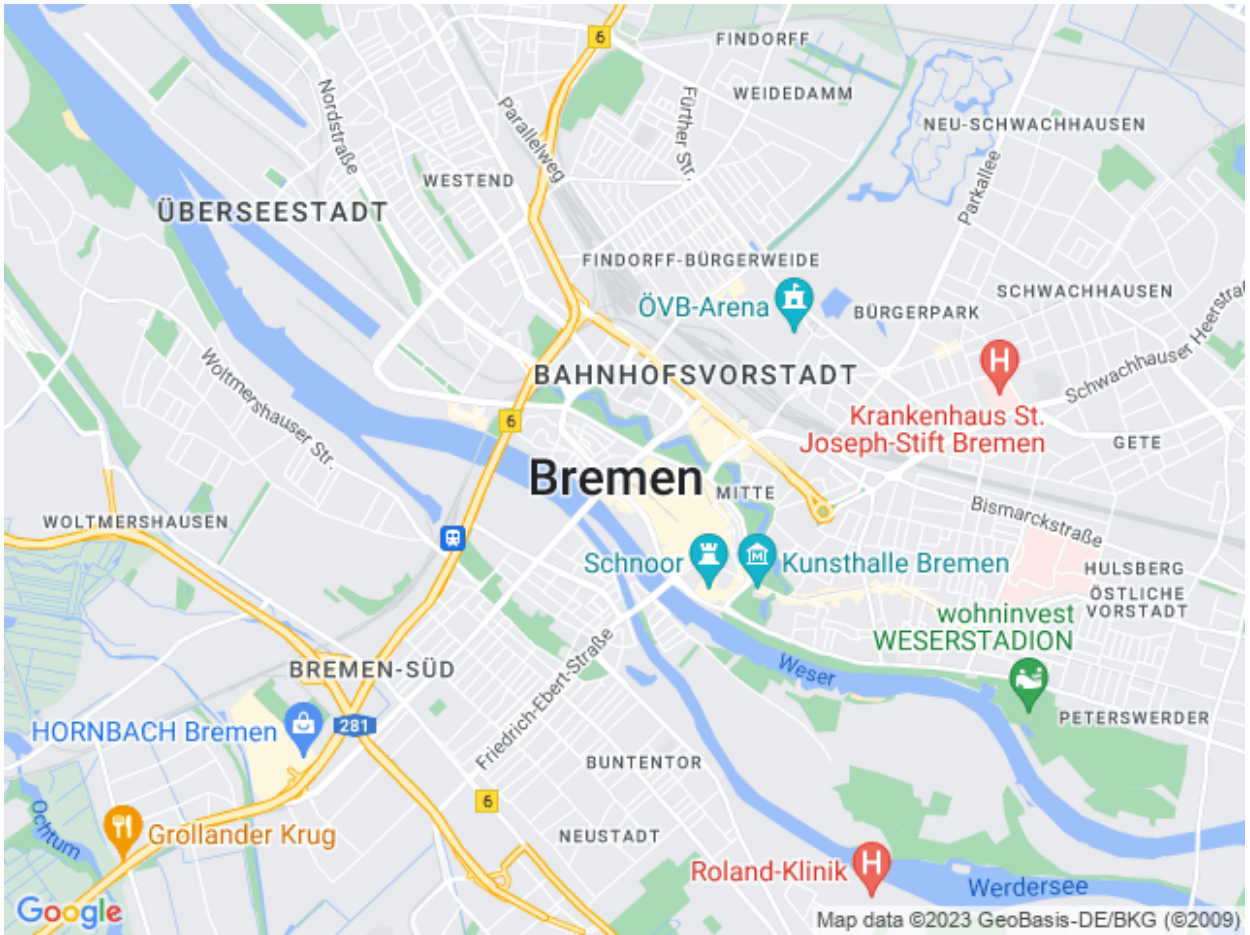 6
FINDORFF
WEIDEDAMM
Nordstraße
Parallelweg
Fürther Str.
NEU-SCHWACHHAUSEN
Parkallee
WESTEND
ÜBERSEESTADT
FINDORFF-BÜRGERWEIDE
ÖVB-Arena
BÜRGERPARK
SCHWACHHAUSEN
Schwachhauser Heerstraß
Woltmershauser Str.
BAHNHOFSVORSTADT
6
Krankenhaus St.
Joseph-Stift Bremen
GETE
Bremen
MITTE
Bismarckstraße
WOLTMERSHAUSEN
Schnoor
Kunsthalle Bremen
HULSBERG
ÖSTLICHE
VORSTADT
wohninvest
WESERSTADION
Weser
BREMEN-SÜD
Friedrich-Ebert-Straße
PETERSWERDER
HORNBACH Bremen
281
BUNTENTOR
6
Ochtum
Grolländer Krug
NEUSTADT
Roland-Klinik
Werdersee
Google
Map data ©2023 GeoBasis-DE/BKG (©2009)